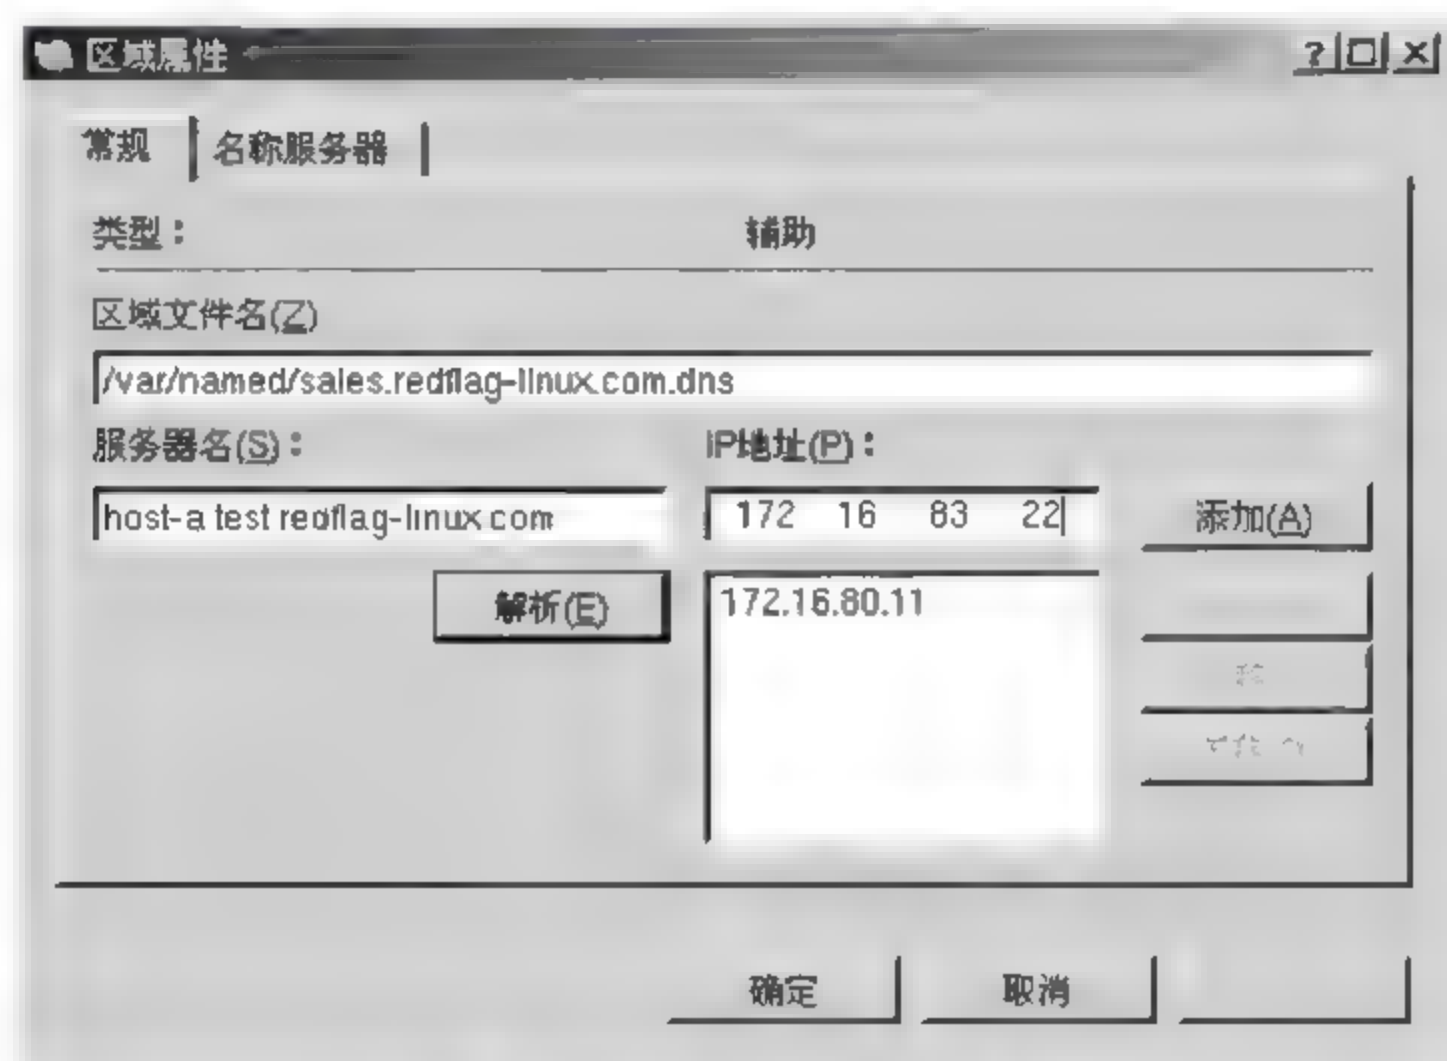 区域属性
常规 名称服务器
类型： 辅助
区域文件名(Z)
/var/named/sales.redflag-linux.com.dns
服务器名(S)： IP地址(P)：
host-a test redflag-linux com 172 16 83 22 添加(A)
解析(E) 172.16.80.11
确定 取消